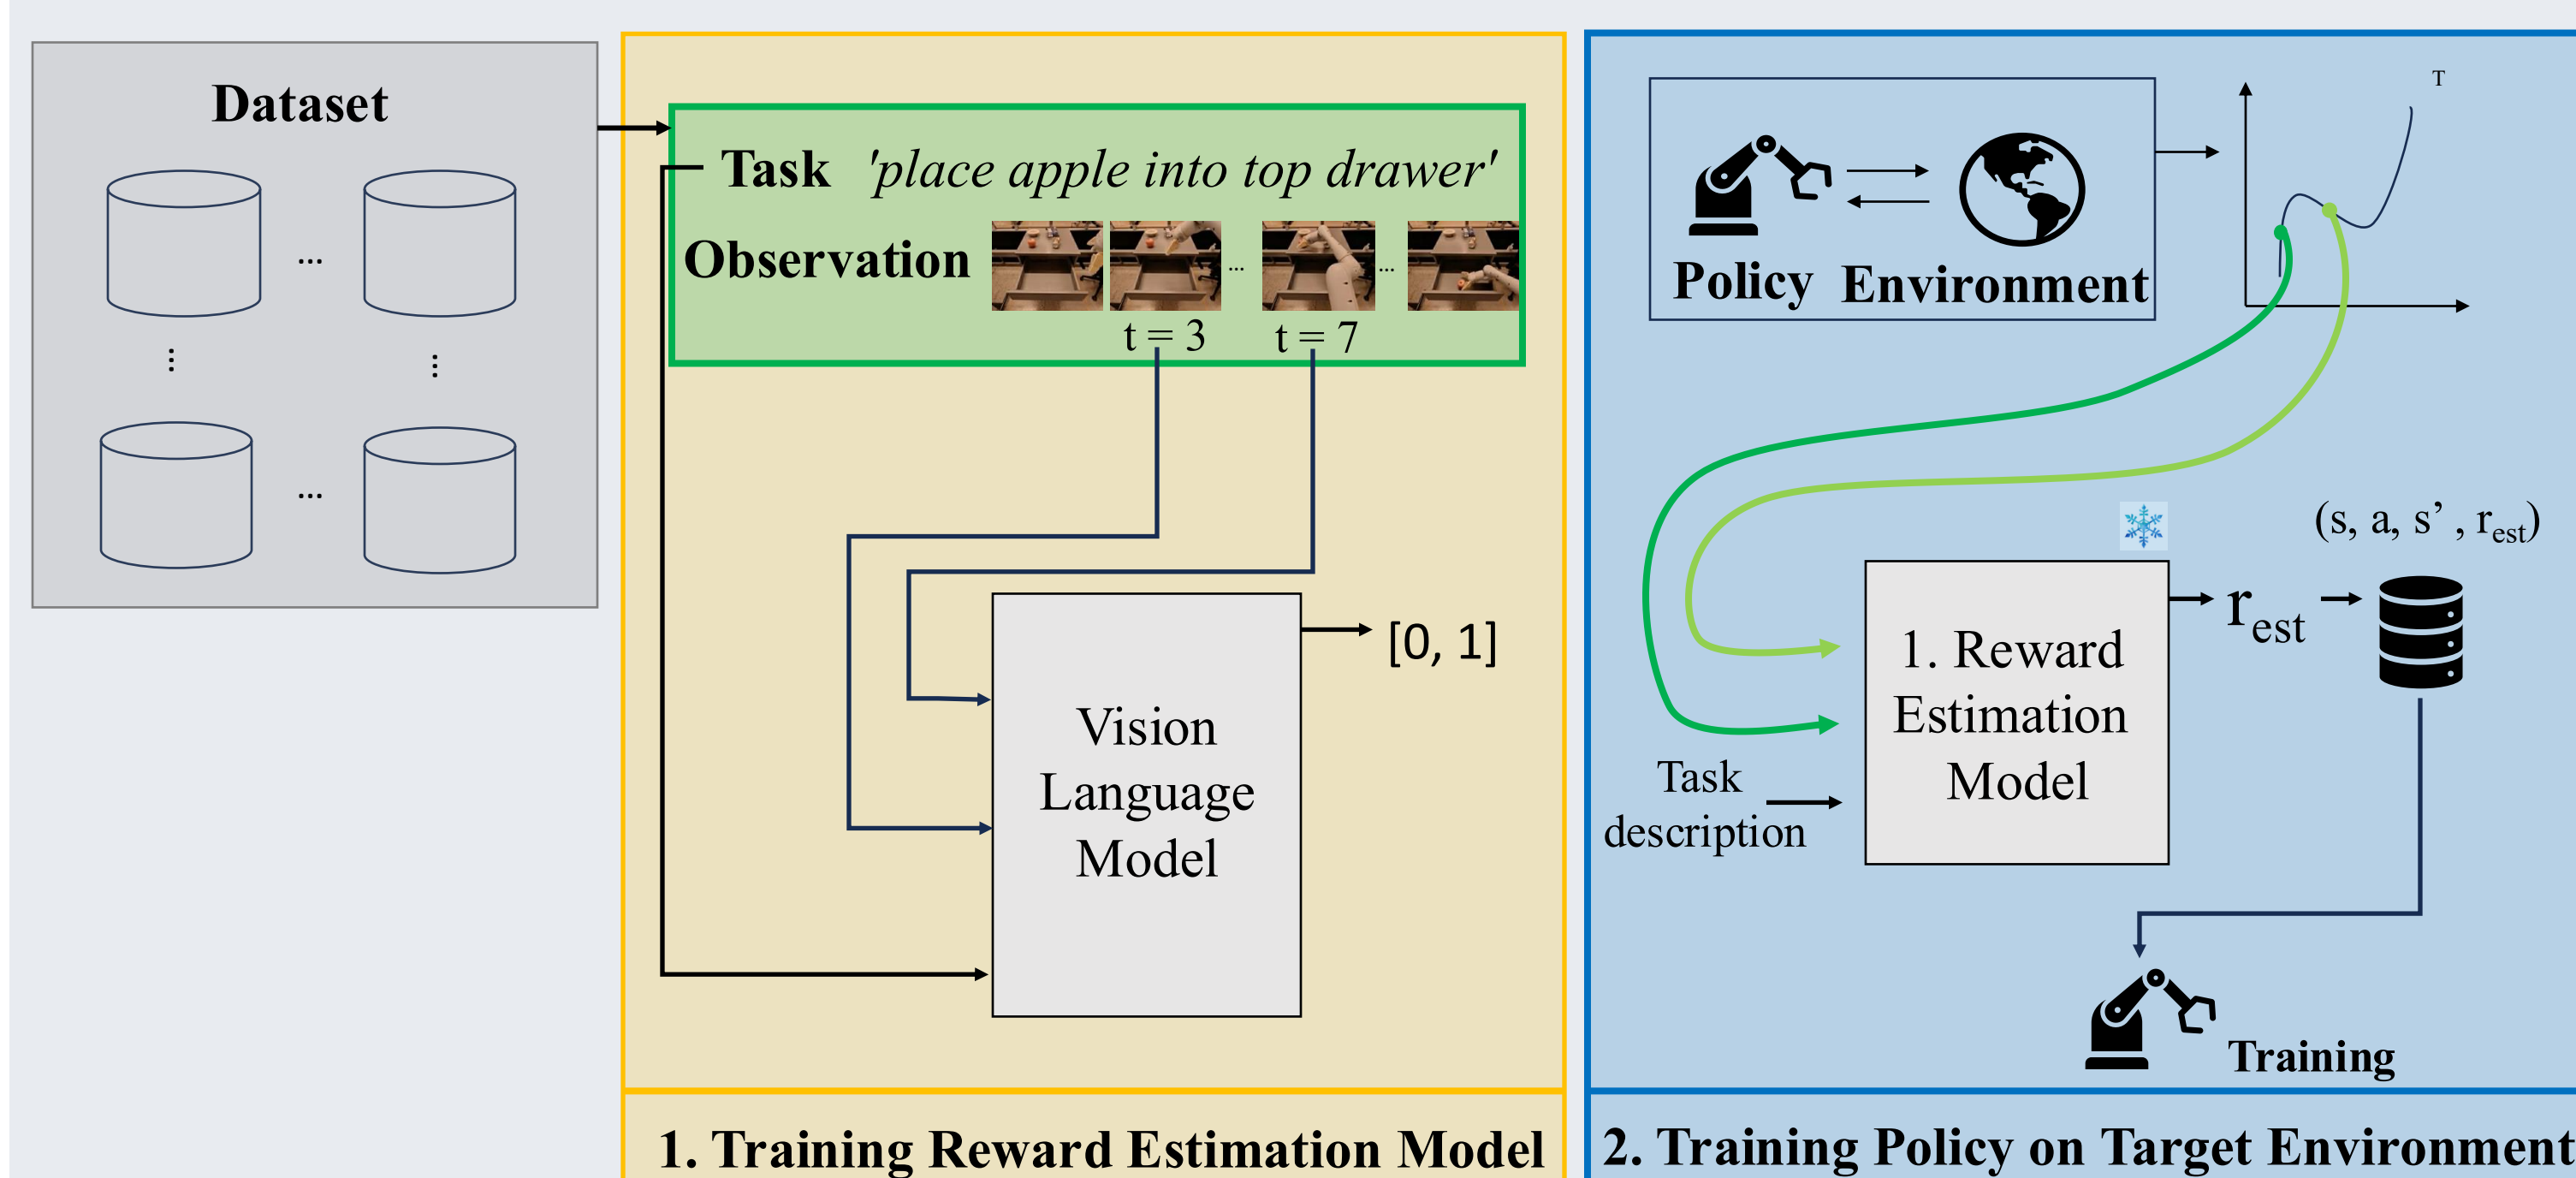 Dataset
...
⋮
⋮
...
Task 'place apple into top drawer'
Observation
... ...
t = 3 t = 7
[0, 1]
Vision
Language
Model
1. Training Reward Estimation Model
T
Policy Environment
(s, a, s’ , rest)
rest
1. Reward
Estimation
Model
Task
description
Training
2. Training Policy on Target Environment